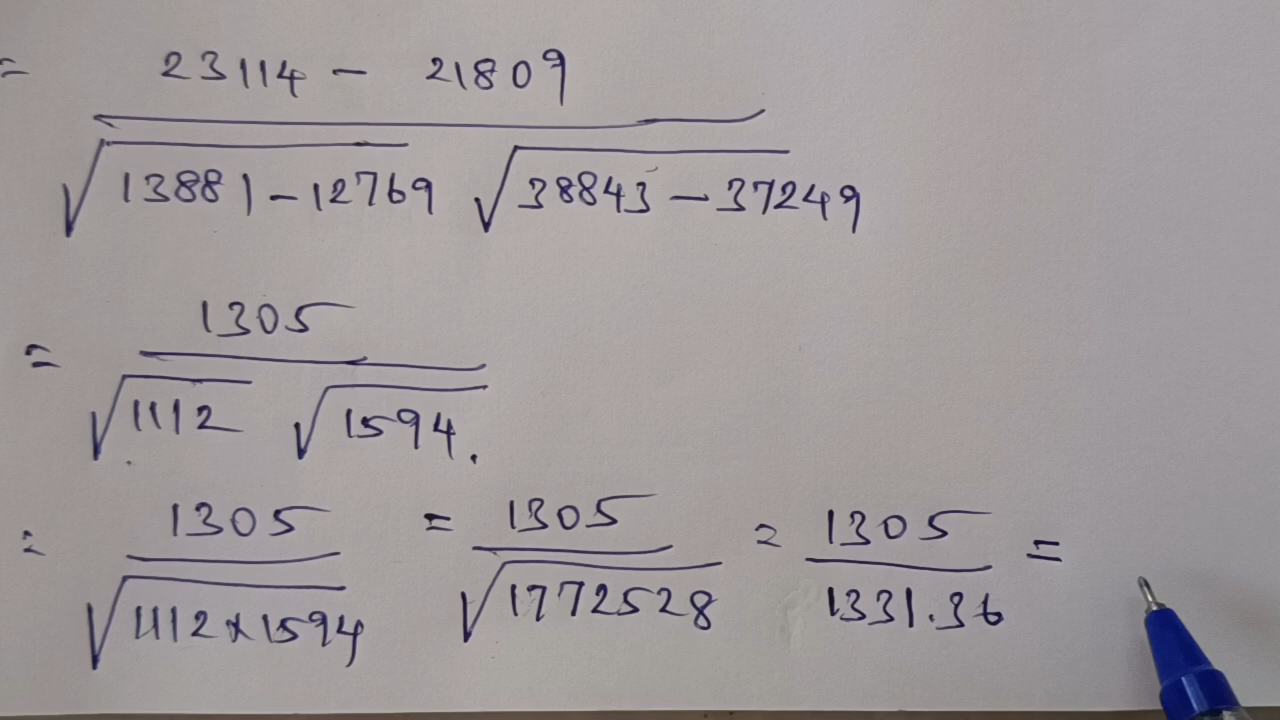 = 23114 - 21809
√13881-12769 √38843-37249
= 1305
√1112 √1594.
= 1305 = 1305 = 1305 =
√1112×1594 √1772528 1331.36